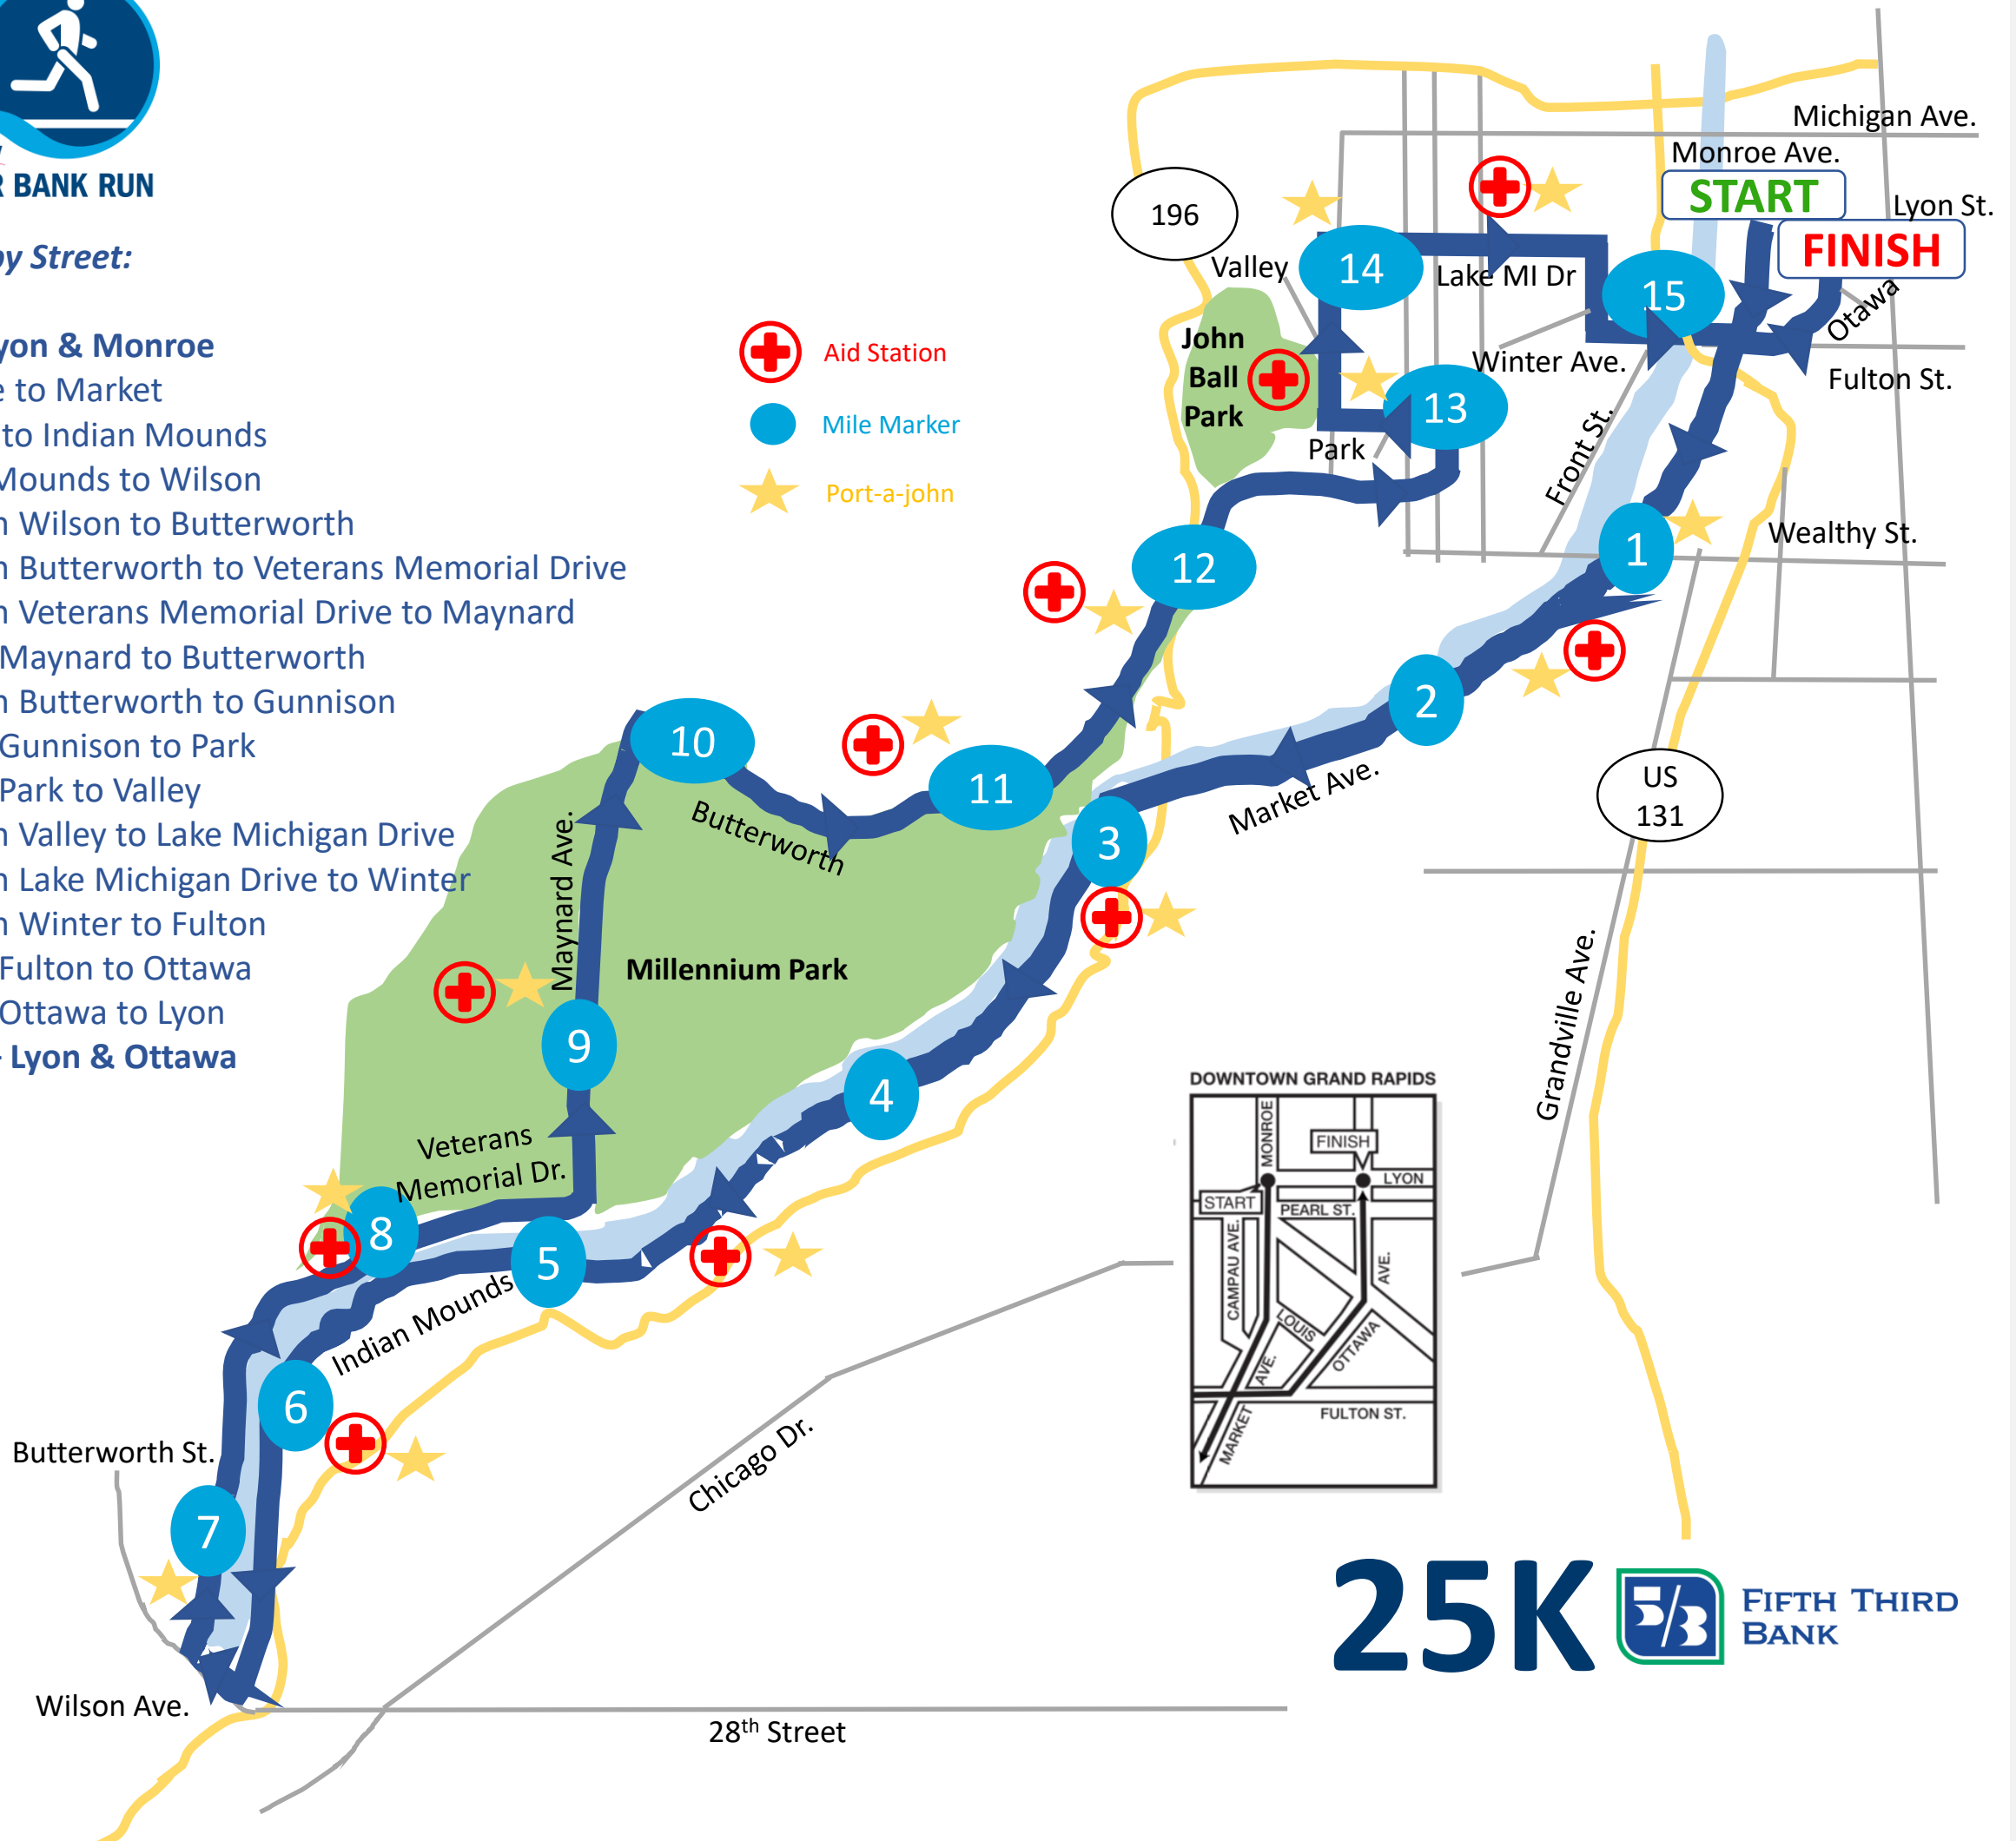 BANK RUN
by Street:
yon & Monroe
e to Market
to Indian Mounds
Mounds to Wilson
n Wilson to Butterworth
n Butterworth to Veterans Memorial Drive
n Veterans Memorial Drive to Maynard
Maynard to Butterworth
n Butterworth to Gunnison
Gunnison to Park
Park to Valley
n Valley to Lake Michigan Drive
n Lake Michigan Drive to Winter
n Winter to Fulton
Fulton to Ottawa
Ottawa to Lyon
- Lyon & Ottawa
Aid Station
Mile Marker
Port-a-john
Michigan Ave.
Monroe Ave.
START
Lyon St.
FINISH
196
Valley
14
Lake MI Dr
15
Otawa
John
Ball
Park
Winter Ave.
Fulton St.
13
Park
Front St.
1
Wealthy St.
12
2
10
11
Market Ave.
US
131
Butterworth
3
Maynard Ave.
Millennium Park
9
4
Grandville Ave.
Veterans
Memorial Dr.
8
5
Indian Mounds
6
Butterworth St.
7
Chicago Dr.
Wilson Ave.
28th Street
DOWNTOWN GRAND RAPIDS
MONROE
FINISH
LYON
START
PEARL ST.
CAMPAU AVE.
AVE.
LOUIS
OTTAWA
AVE.
MARKET
FULTON ST.
25K
5/3
FIFTH THIRD
BANK